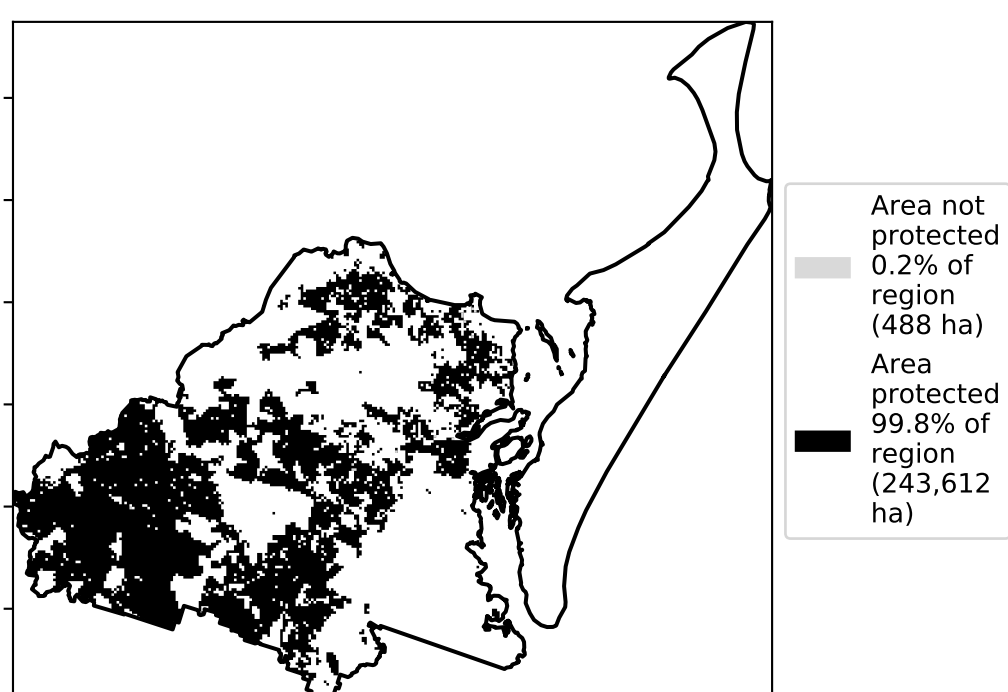 Area not
protected
0.2% of
region
(488 ha)
Area
protected
99.8% of
region
(243,612
ha)